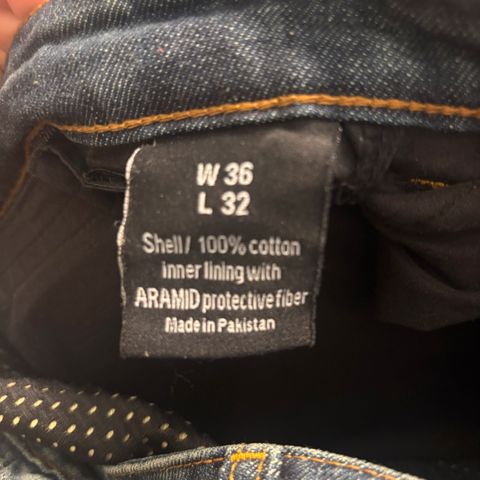 W 36
L 32
Shell/ 100% cotton
inner lining with
ARAMID protective fiber
Made in Pakistan